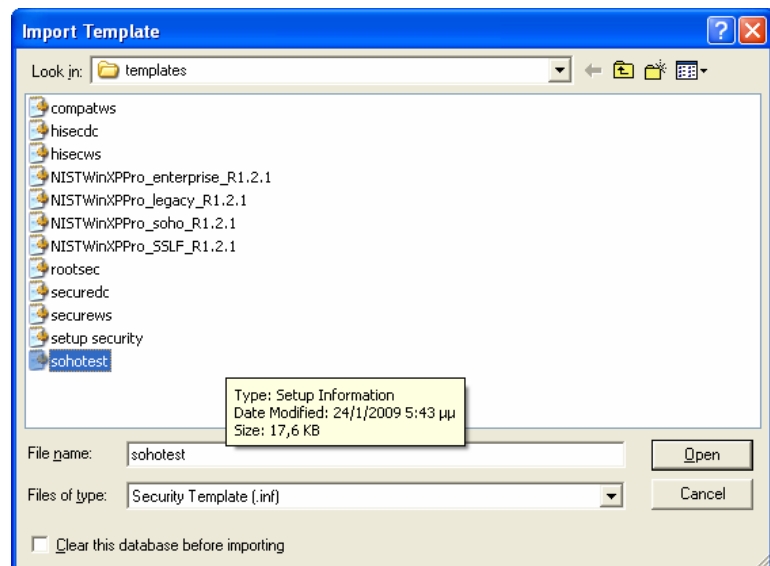 Import Template
Look in: templates
compatws
hisecdc
hisecws
NISTWinXPPro_enterprise_R1.2.1
NISTWinXPPro_legacy_R1.2.1
NISTWinXPPro_soho_R1.2.1
NISTWinXPPro_SSLF_R1.2.1
rootsec
securedc
securews
setup security
sohotest
Type: Setup Information
Date Modified: 24/1/2009 5:43 μμ
Size: 17,6 KB
File name: sohotest Open
Files of type: Security Template (.inf) Cancel
Clear this database before importing